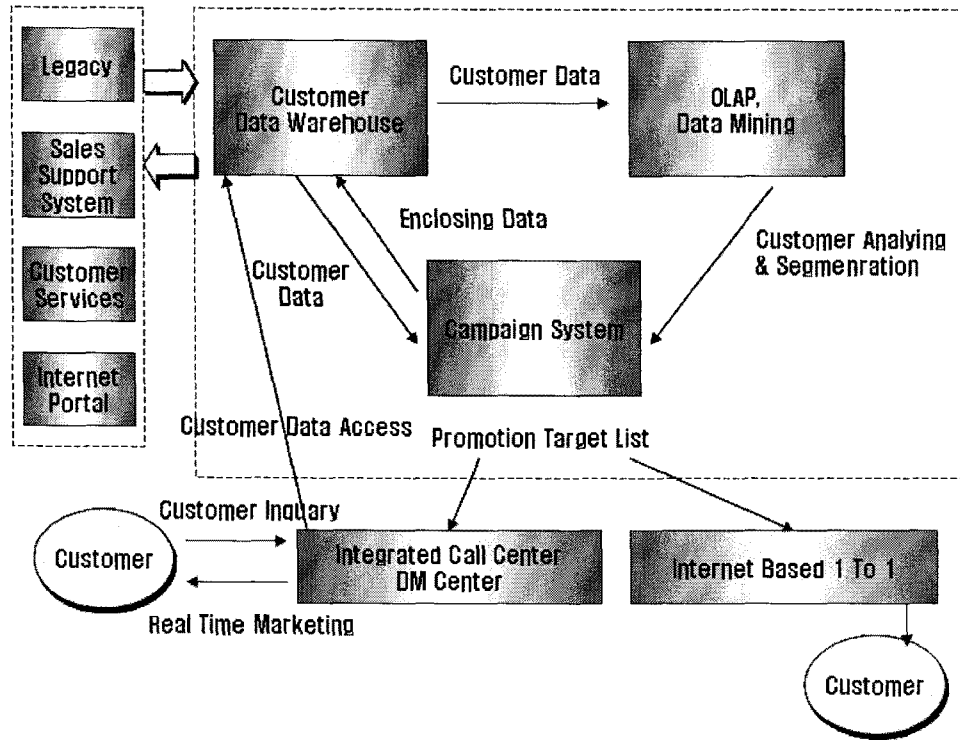 Legacy
Sales
Support
System
Customer
Services
Internet
Portal
Customer
Data Warehouse
Customer Data
OLAP,
Data Mining
Enclosing Data
Customer
Data
Customer Analying
& Segmenration
Campaign System
Customer Data Access
Promotion Target List
Customer Inquary
Customer
Integrated Call Center
DM Center
Internet Based 1 To 1
Real Time Marketing
Customer